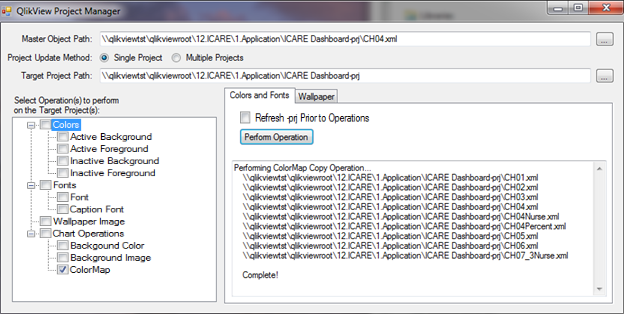 QlikView Project Manager
Master Object Path: \\qlikviewtst\qlikviewroot\12.ICARE\1.Application\ICARE Dashboard-prj\CH04.xml ...
Project Update Method: Single Project Multiple Projects
Target Project Path: \\qlikviewtst\qlikviewroot\12.ICARE\1.Application\ICARE Dashboard-prj ...
Select Operation(s) to perform
on the Target Project(s):
Colors
Active Background
Active Foreground
Inactive Background
Inactive Foreground
Fonts
Font
Caption Font
Wallpaper Image
Chart Operations
Backgound Color
Background Image
ColorMap
Colors and Fonts Wallpaper
Refresh -prj Prior to Operations
Perform Operation
Performing ColorMap Copy Operation...
\\qlikviewtst\qlikviewroot\12.ICARE\1.Application\ICARE Dashboard-prj\CH01.xml
\\qlikviewtst\qlikviewroot\12.ICARE\1.Application\ICARE Dashboard-prj\CH02.xml
\\qlikviewtst\qlikviewroot\12.ICARE\1.Application\ICARE Dashboard-prj\CH03.xml
\\qlikviewtst\qlikviewroot\12.ICARE\1.Application\ICARE Dashboard-prj\CH04.xml
\\qlikviewtst\qlikviewroot\12.ICARE\1.Application\ICARE Dashboard-prj\CH04Nurse.xml
\\qlikviewtst\qlikviewroot\12.ICARE\1.Application\ICARE Dashboard-prj\CH04Percent.xml
\\qlikviewtst\qlikviewroot\12.ICARE\1.Application\ICARE Dashboard-prj\CH05.xml
\\qlikviewtst\qlikviewroot\12.ICARE\1.Application\ICARE Dashboard-prj\CH06.xml
\\qlikviewtst\qlikviewroot\12.ICARE\1.Application\ICARE Dashboard-prj\CH07_3Nurse.xml
Complete!